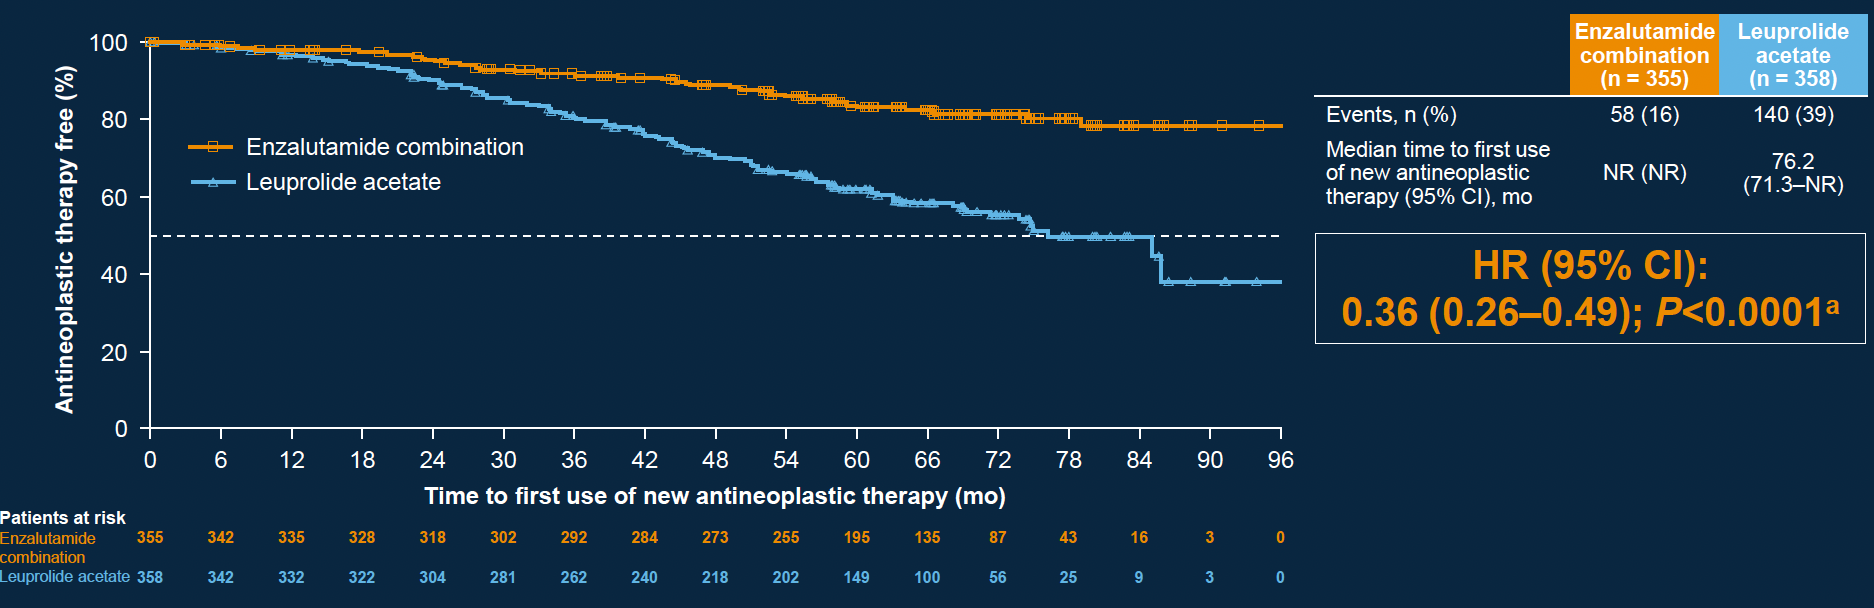 Antineoplastic therapy free (%)
100
80
60
40
20
0
Enzalutamide combination
Leuprolide acetate
0 6 12 18 24 30 36 42 48 54 60 66 72 78 84 90 96
Time to first use of new antineoplastic therapy (mo)
Patients at risk
Enzalutamide
combination
355 342 335 328 318 302 292 284 273 255 195 135 87 43 16 3 0
Leuprolide acetate 358 342 332 322 304 281 262 240 218 202 149 100 56 25 9 3 0
Enzalutamide
combination
(n = 355)
Leuprolide
acetate
(n = 358)
Events, n (%) 58 (16) 140 (39)
Median time to first use
of new antineoplastic
therapy (95% CI), mo
NR (NR)
76.2
(71.3–NR)
HR (95% CI):
0.36 (0.26–0.49); P<0.0001ª